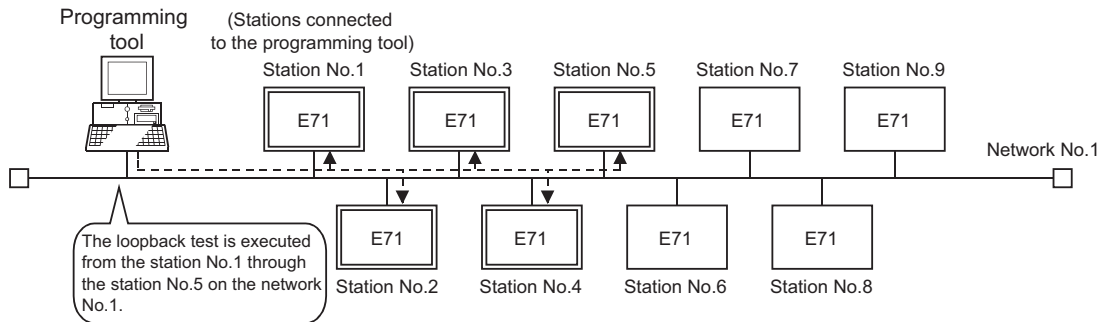 Programming
tool
(Stations connected
to the programming tool)
Station No.1
Station No.3
Station No.5
Station No.7
Station No.9
E71
E71
E71
E71
E71
Network No.1
The loopback test is executed
from the station No.1 through
the station No.5 on the network
No.1.
E71
E71
E71
E71
Station No.2
Station No.4
Station No.6
Station No.8